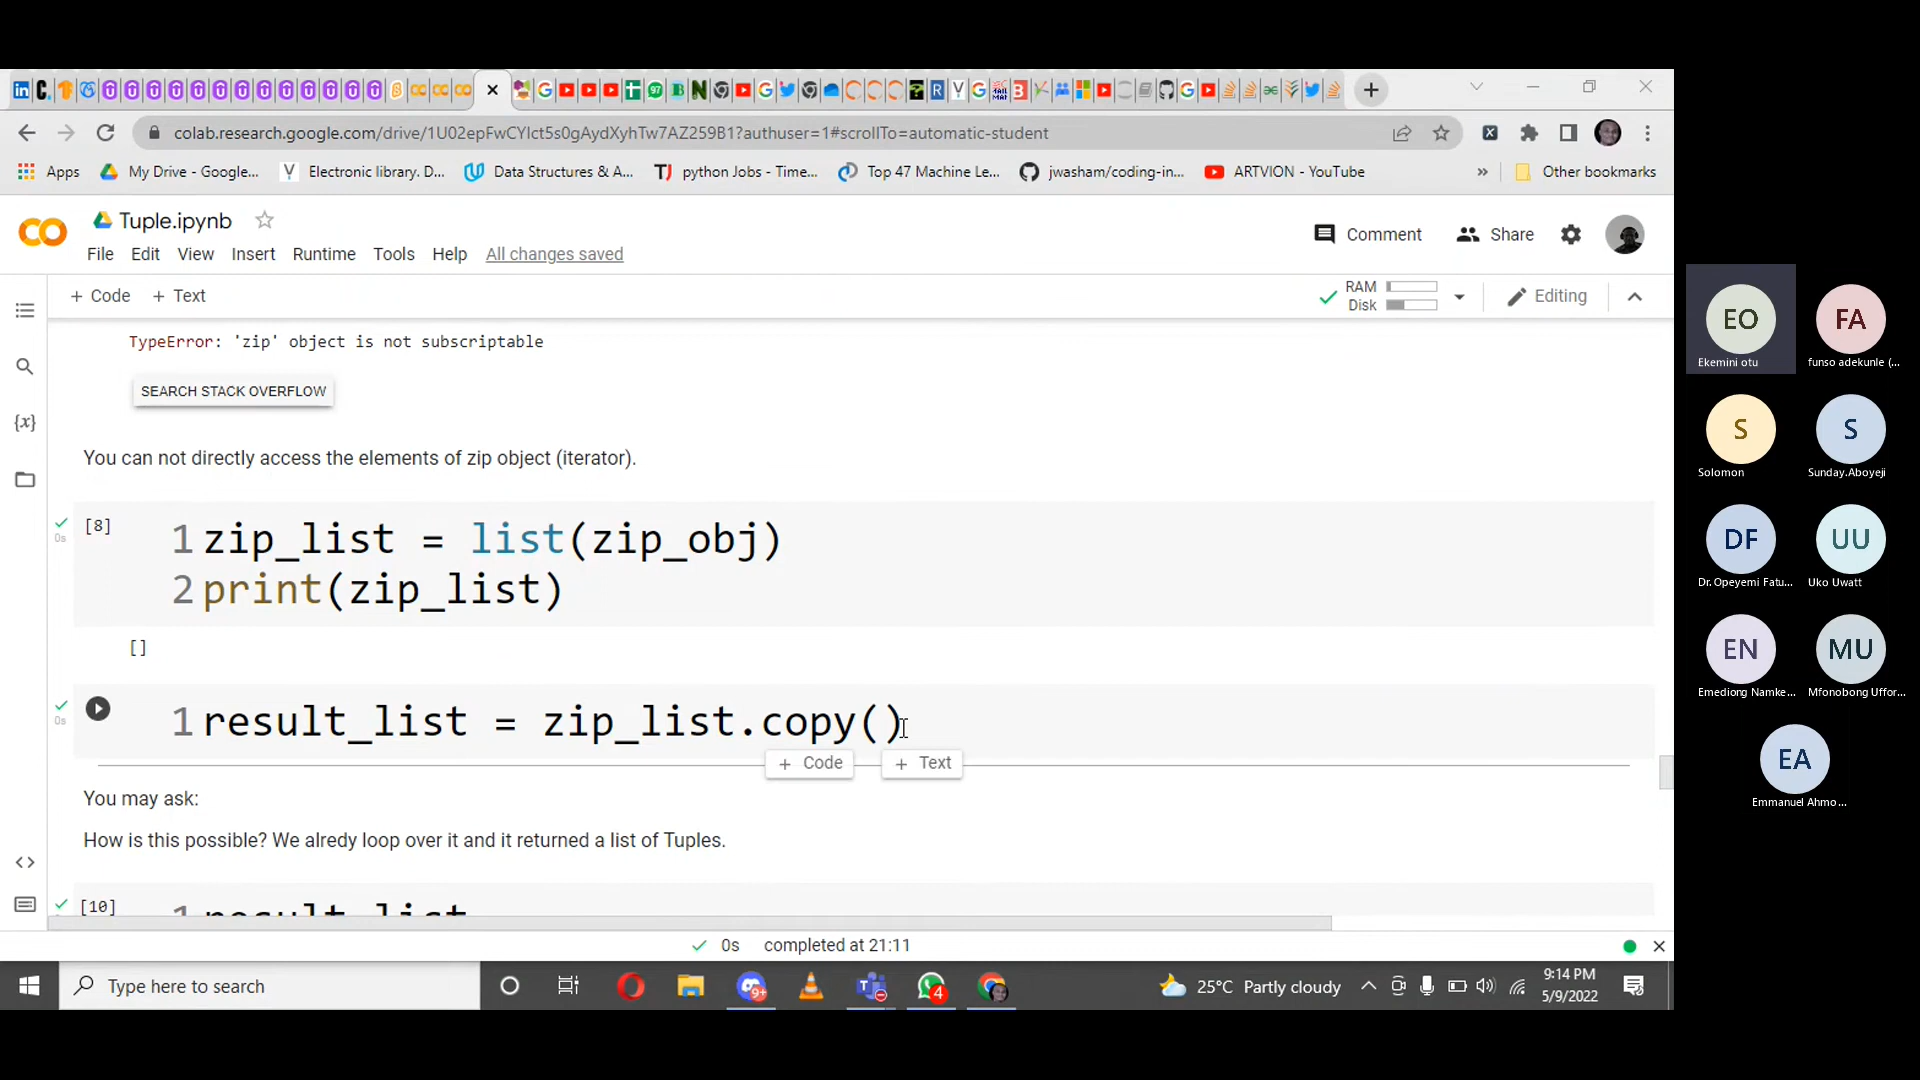 colab.research.google.com/drive/1U02epFwCYIct5s0gAydXyhTw7AZ259B1?authuser=1#scrollTo=automatic-student
Apps
My Drive - Google...
Electronic library. D...
Data Structures & A...
python Jobs - Time...
Top 47 Machine Le...
jwasham/coding-in...
ARTVION - YouTube
»
Other bookmarks
Tuple.ipynb
Comment
Share
File Edit View Insert Runtime Tools Help All changes saved
+ Code + Text
RAM
Disk
Editing
TypeError: 'zip' object is not subscriptable
SEARCH STACK OVERFLOW
You can not directly access the elements of zip object (iterator).
[8]
0s
1 zip_list = list(zip_obj)
2 print(zip_list)
[]
0s
1 result_list = zip_list.copy()
+ Code + Text
You may ask:
How is this possible? We alredy loop over it and it returned a list of Tuples.
[10]
1 result_list
0s completed at 21:11
Type here to search
9+
4
25°C Partly cloudy
9:14 PM
5/9/2022
EO
Ekemini otu
FA
funso adekunle (...
S
Solomon
S
Sunday.Aboyeji
DF
Dr. Opeyemi Fatu...
UU
Uko Uwatt
EN
Emediong Namke...
MU
Mfonobong Uffor...
EA
Emmanuel Ahmo...